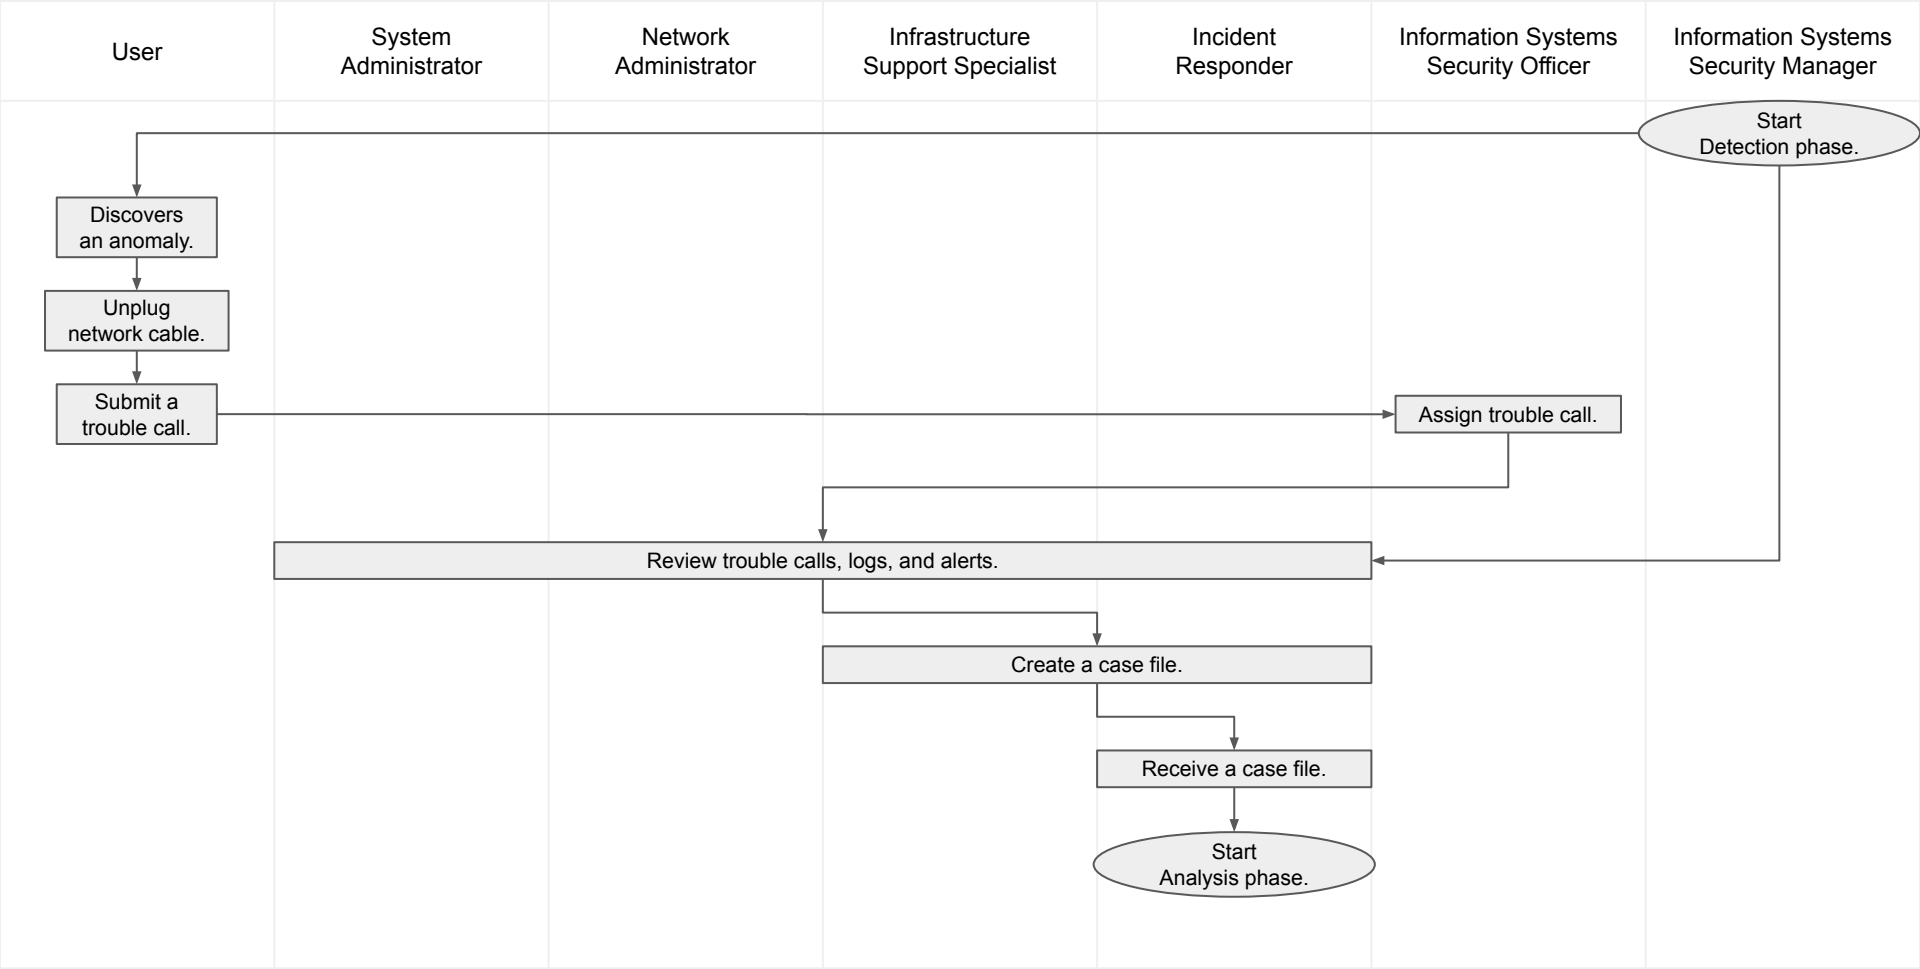 User
System
Administrator
Network
Administrator
Infrastructure
Support Specialist
Incident
Responder
Information Systems
Security Officer
Information Systems
Security Manager
Start
Detection phase.
Discovers
an anomaly.
Unplug
network cable.
Submit a
trouble call.
Assign trouble call.
Review trouble calls, logs, and alerts.
Create a case file.
Receive a case file.
Start
Analysis phase.